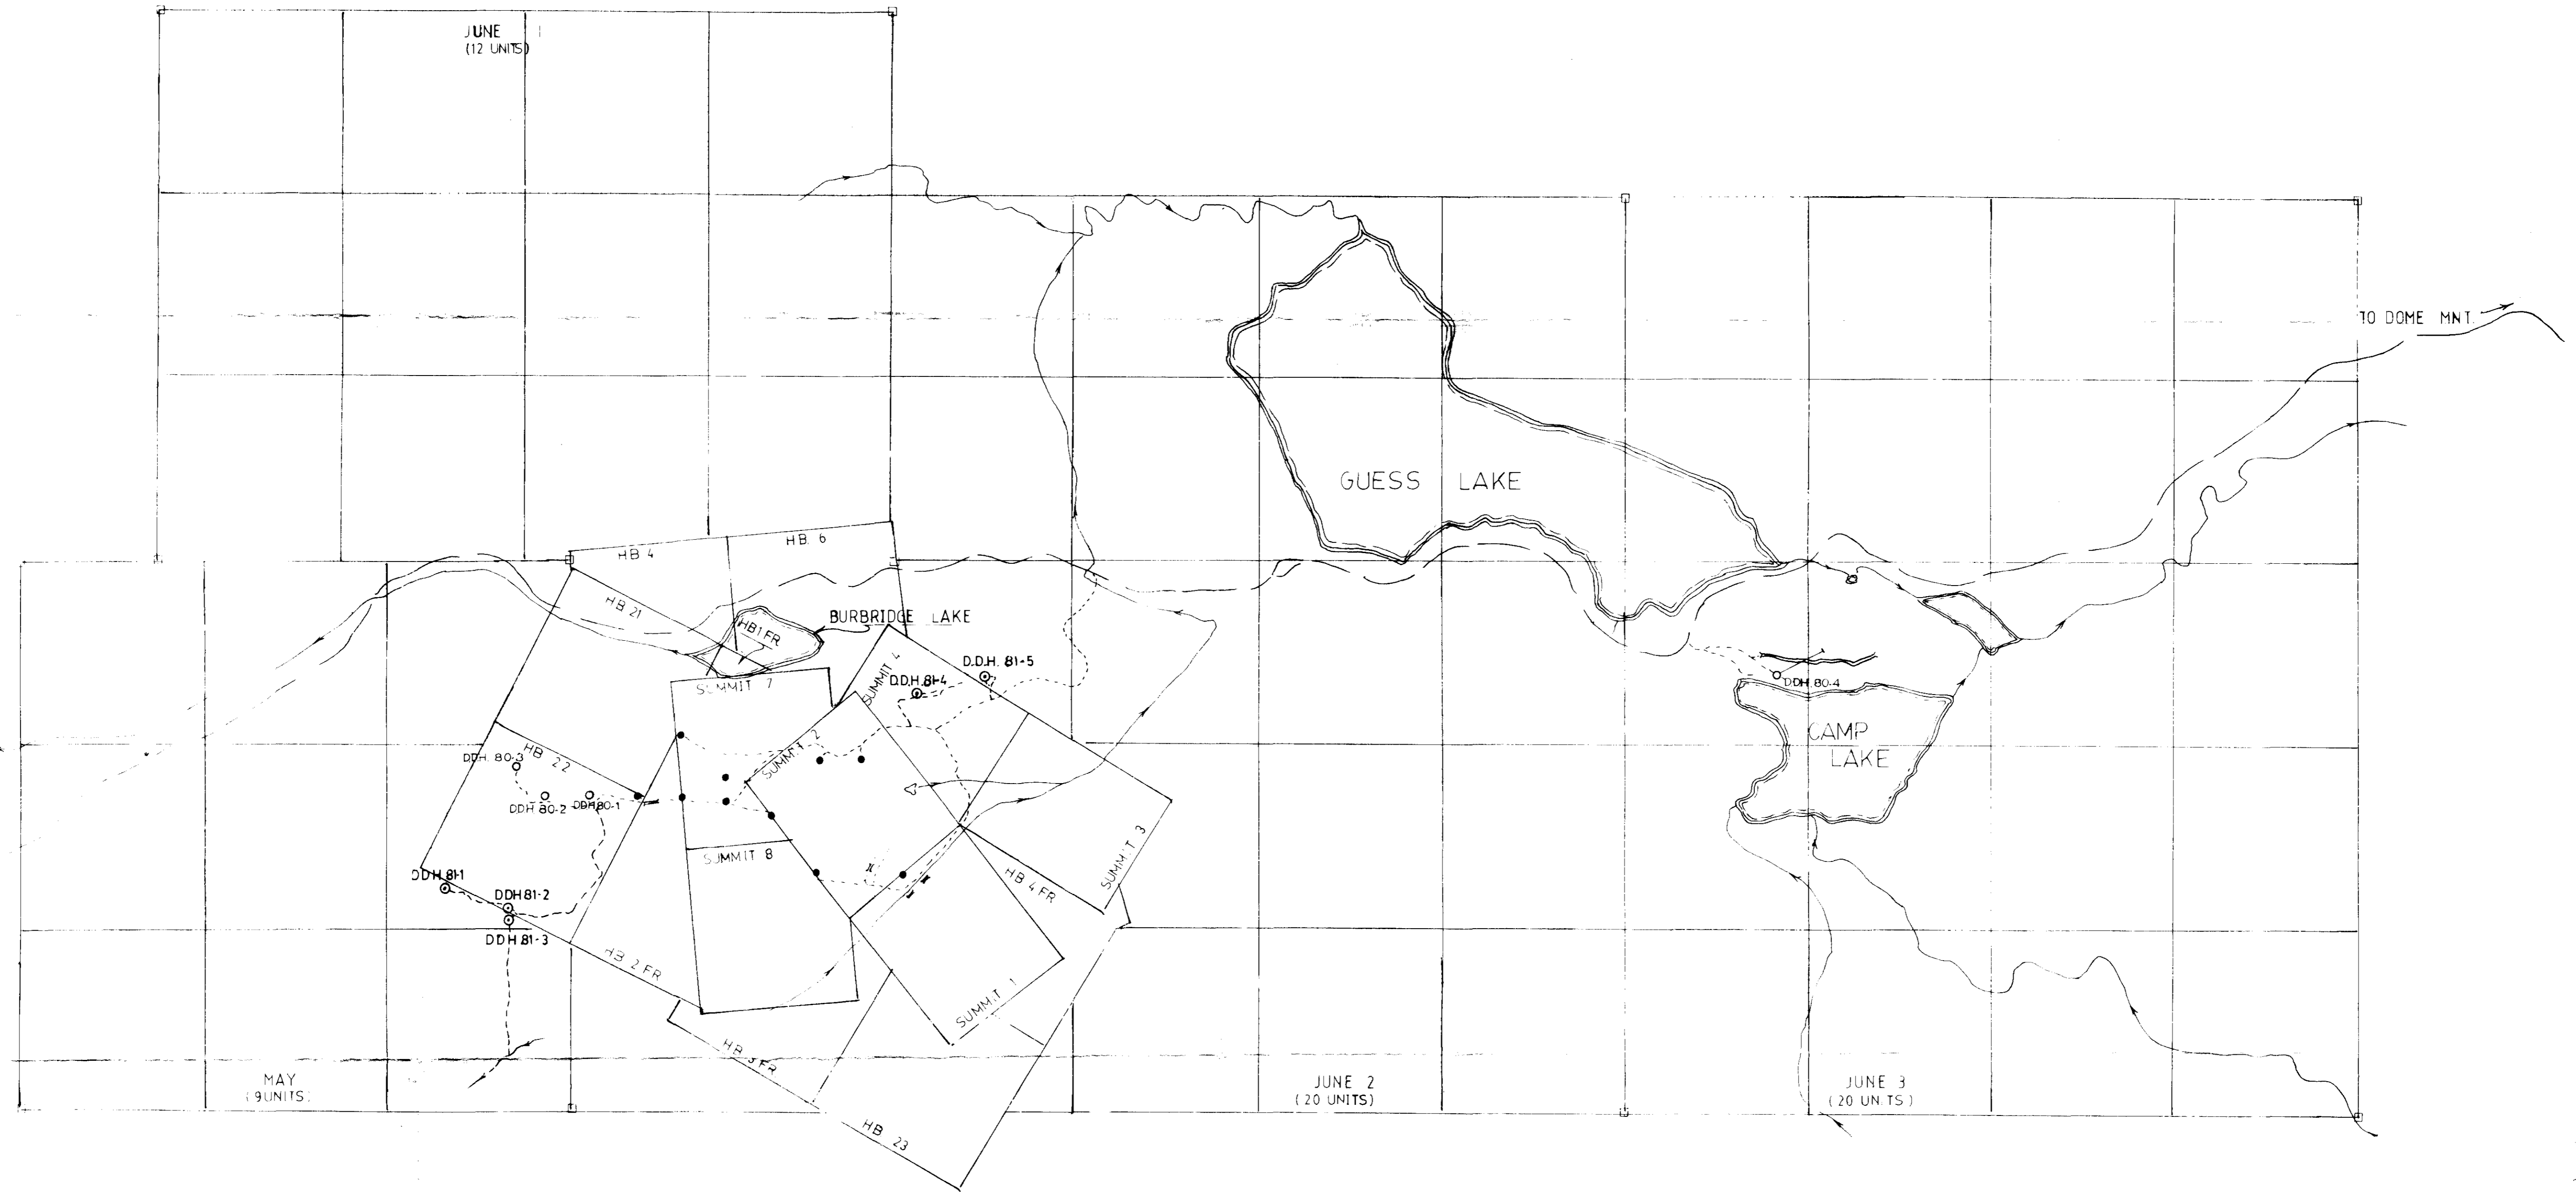 JUNE 1
(12 UNITS)
TO DOME MNT.
GUESS LAKE
HB 4
HB. 6
HB 21
HB1 FR
BURBRIDGE LAKE
SUMMIT 7
SUMMIT 4
D.D.H. 81-5
D.D.H. 81-4
DDH. 80-4
CAMP
LAKE
SUMMIT 2
HB 22
DDH. 80-3
DDH 80-2
DDH80-1
SUMMIT 8
SUMMIT 3
HB 4 FR
DDH 81-1
DDH 81-2
DDH 81-3
HB 2 FR
SUMMIT 1
HB 3 FR
MAY
(9 UNITS)
JUNE 2
(20 UNITS)
JUNE 3
(20 UNITS)
HB 23